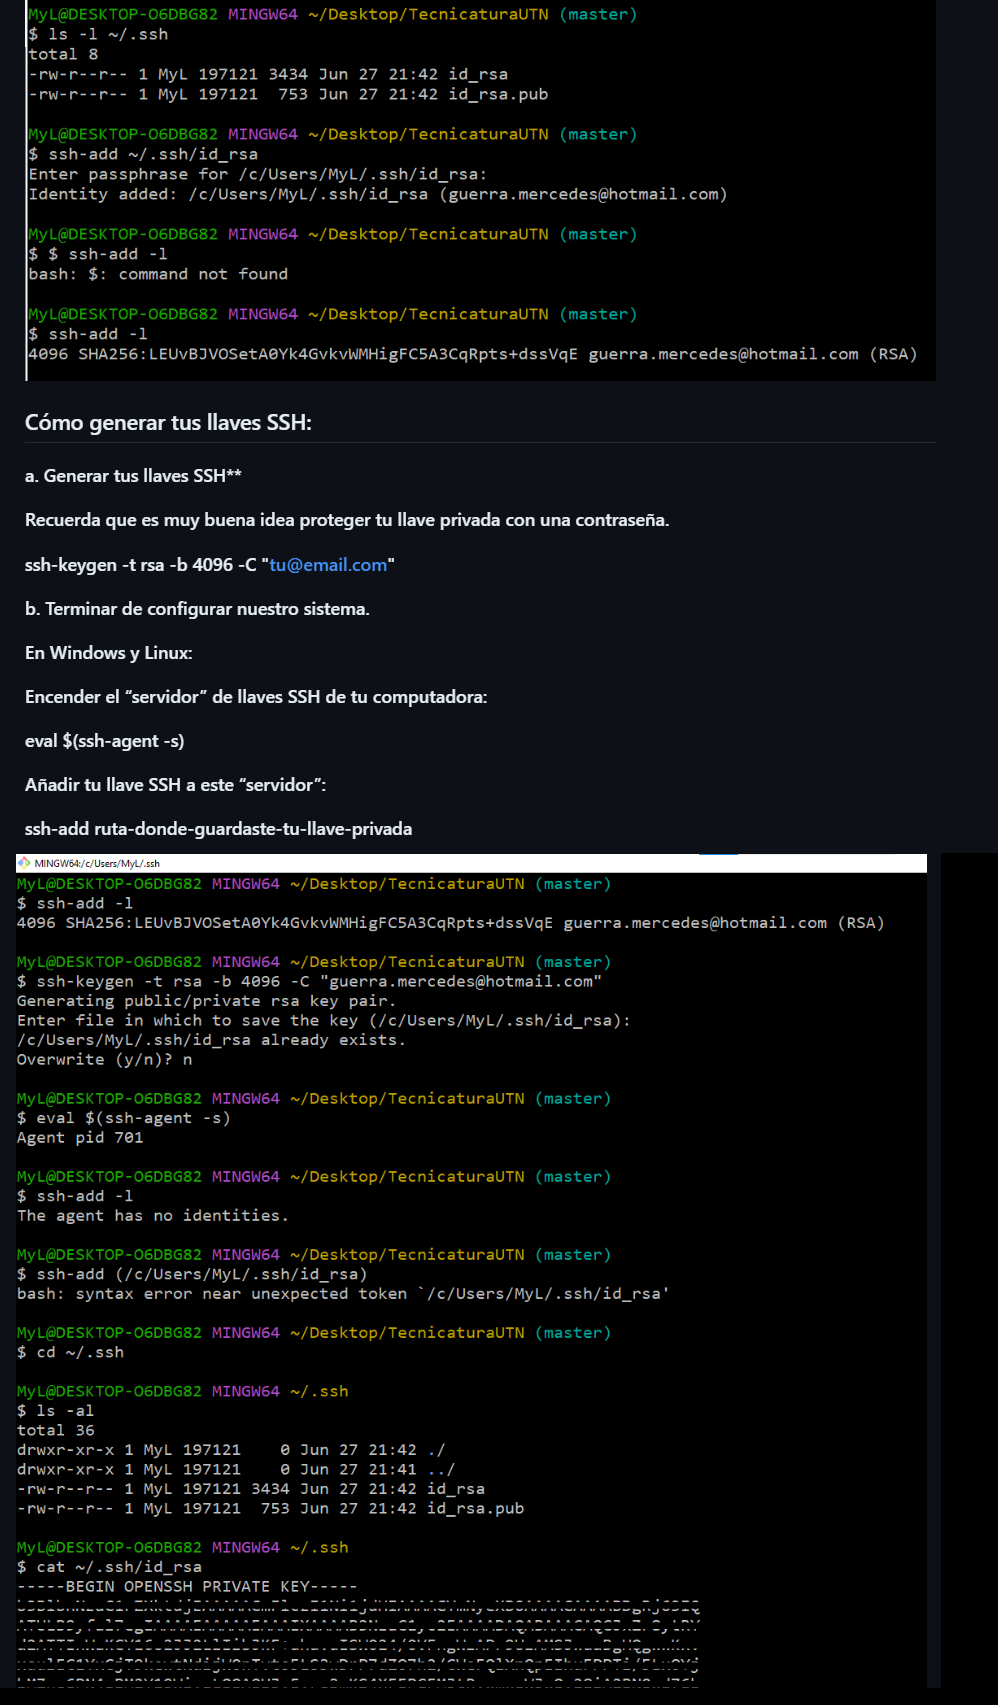 MyL@DESKTOP-O6DBG82 MINGW64 ~/Desktop/TecnicaturaUTN (master)
$ ls -l ~/.ssh
total 8
-rw-r--r-- 1 MyL 197121 3434 Jun 27 21:42 id_rsa
-rw-r--r-- 1 MyL 197121  753 Jun 27 21:42 id_rsa.pub
MyL@DESKTOP-O6DBG82 MINGW64 ~/Desktop/TecnicaturaUTN (master)
$ ssh-add ~/.ssh/id_rsa
Enter passphrase for /c/Users/MyL/.ssh/id_rsa:
Identity added: /c/Users/MyL/.ssh/id_rsa (guerra.mercedes@hotmail.com)
MyL@DESKTOP-O6DBG82 MINGW64 ~/Desktop/TecnicaturaUTN (master)
$ $ ssh-add -l
bash: $: command not found
MyL@DESKTOP-O6DBG82 MINGW64 ~/Desktop/TecnicaturaUTN (master)
$ ssh-add -l
4096 SHA256:LEUvBJVOSetA0Yk4GvkvWMHigFC5A3CqRpts+dssVqE guerra.mercedes@hotmail.com (RSA)
Cómo generar tus llaves SSH:
a. Generar tus llaves SSH**
Recuerda que es muy buena idea proteger tu llave privada con una contraseña.
ssh-keygen -t rsa -b 4096 -C "tu@email.com"
b. Terminar de configurar nuestro sistema.
En Windows y Linux:
Encender el “servidor” de llaves SSH de tu computadora:
eval $(ssh-agent -s)
Añadir tu llave SSH a este “servidor”:
ssh-add ruta-donde-guardaste-tu-llave-privada
MINGW64:/c/Users/MyL/.ssh
MyL@DESKTOP-O6DBG82 MINGW64 ~/Desktop/TecnicaturaUTN (master)
$ ssh-add -l
4096 SHA256:LEUvBJVOSetA0Yk4GvkvWMHigFC5A3CqRpts+dssVqE guerra.mercedes@hotmail.com (RSA)
MyL@DESKTOP-O6DBG82 MINGW64 ~/Desktop/TecnicaturaUTN (master)
$ ssh-keygen -t rsa -b 4096 -C "guerra.mercedes@hotmail.com"
Generating public/private rsa key pair.
Enter file in which to save the key (/c/Users/MyL/.ssh/id_rsa):
/c/Users/MyL/.ssh/id_rsa already exists.
Overwrite (y/n)? n
MyL@DESKTOP-O6DBG82 MINGW64 ~/Desktop/TecnicaturaUTN (master)
$ eval $(ssh-agent -s)
Agent pid 701
MyL@DESKTOP-O6DBG82 MINGW64 ~/Desktop/TecnicaturaUTN (master)
$ ssh-add -l
The agent has no identities.
MyL@DESKTOP-O6DBG82 MINGW64 ~/Desktop/TecnicaturaUTN (master)
$ ssh-add (/c/Users/MyL/.ssh/id_rsa)
bash: syntax error near unexpected token `/c/Users/MyL/.ssh/id_rsa'
MyL@DESKTOP-O6DBG82 MINGW64 ~/Desktop/TecnicaturaUTN (master)
$ cd ~/.ssh
MyL@DESKTOP-O6DBG82 MINGW64 ~/.ssh
$ ls -al
total 36
drwxr-xr-x 1 MyL 197121    0 Jun 27 21:42 ./
drwxr-xr-x 1 MyL 197121    0 Jun 27 21:41 ../
-rw-r--r-- 1 MyL 197121 3434 Jun 27 21:42 id_rsa
-rw-r--r-- 1 MyL 197121  753 Jun 27 21:42 id_rsa.pub
MyL@DESKTOP-O6DBG82 MINGW64 ~/.ssh
$ cat ~/.ssh/id_rsa
-----BEGIN OPENSSH PRIVATE KEY-----